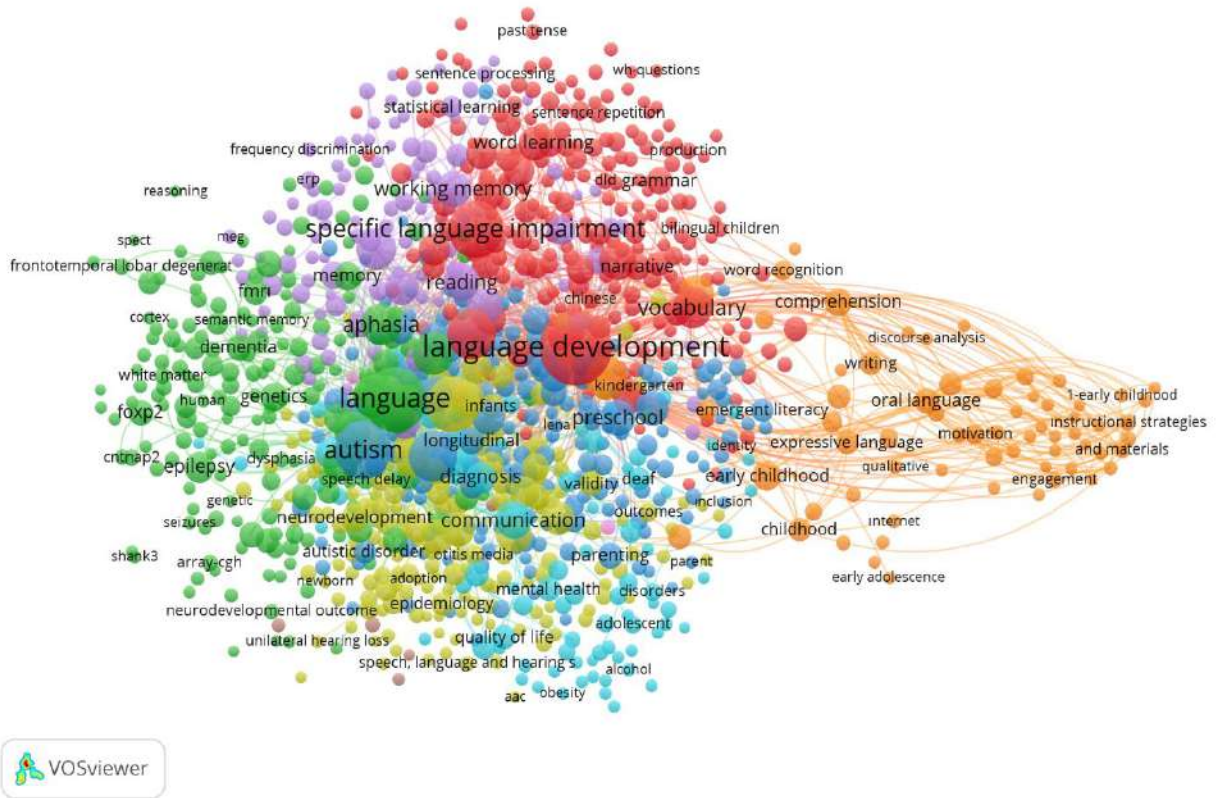 past tense
sentence processing
wh-questions
statistical learning
sentence repetition
word learning
frequency discrimination
production
erp
working memory
dld grammar
reasoning
specific language impairment
bilingual children
spect
meg
frontotemporal lobar degenerat
memory
reading
narrative
word recognition
fmri
chinese
vocabulary
comprehension
cortex
semantic memory
aphasia
discourse analysis
dementia
language development
writing
white matter
kindergarten
1-early childhood
human
genetics
language
infants
oral language
foxp2
preschool
emergent literacy
instructional strategies
lena
motivation
autism
longitudinal
identity
expressive language
and materials
cntnap2
dysphasia
epilepsy
speech delay
diagnosis
validity
deaf
early childhood
qualitative
engagement
genetic
inclusion
seizures
neurodevelopment
communication
outcomes
internet
childhood
shank3
array-cgh
autistic disorder
otitis media
parenting
parent
newborn
adoption
mental health
disorders
early adolescence
neurodevelopmental outcome
epidemiology
adolescent
unilateral hearing loss
quality of life
speech, language and hearing s
alcohol
aac
obesity
VOSviewer